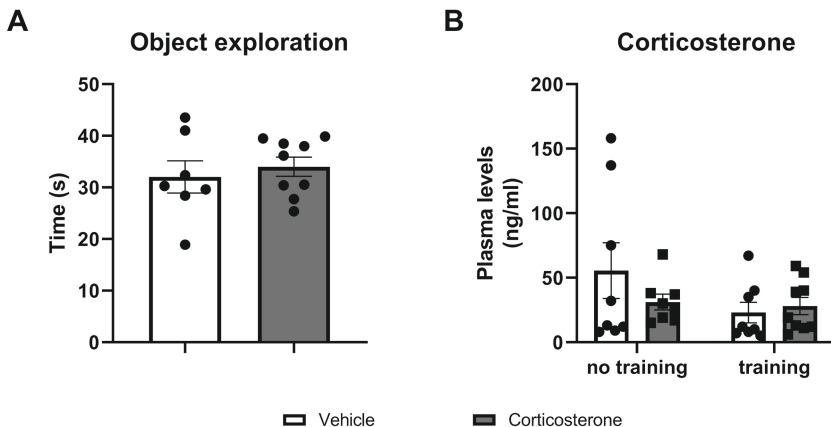 A
Object exploration
Time (s)
50
40
30
20
10
0
B
Corticosterone
Plasma levels
(ng/ml)
200
150
100
50
0
no training
training
Vehicle
Corticosterone